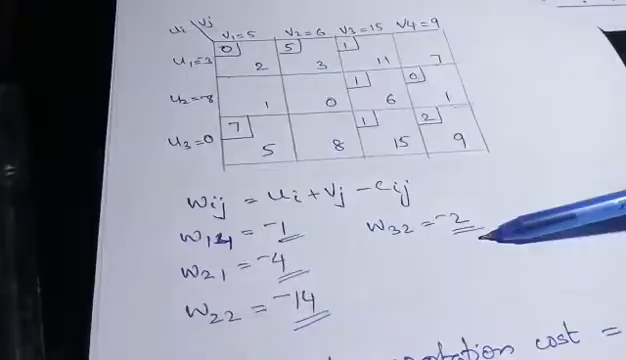 ui vj v1=5 v2=6 v3=15 v4=9
0 5 1
2 3 11 7
1 0
u2=-8 1 0 6 1
7 1 2
u3=0 5 8 15 9
wij = ui + vj - cij
w14 = -1 w32 = -2
w21 = -4
w22 = -14
cost =